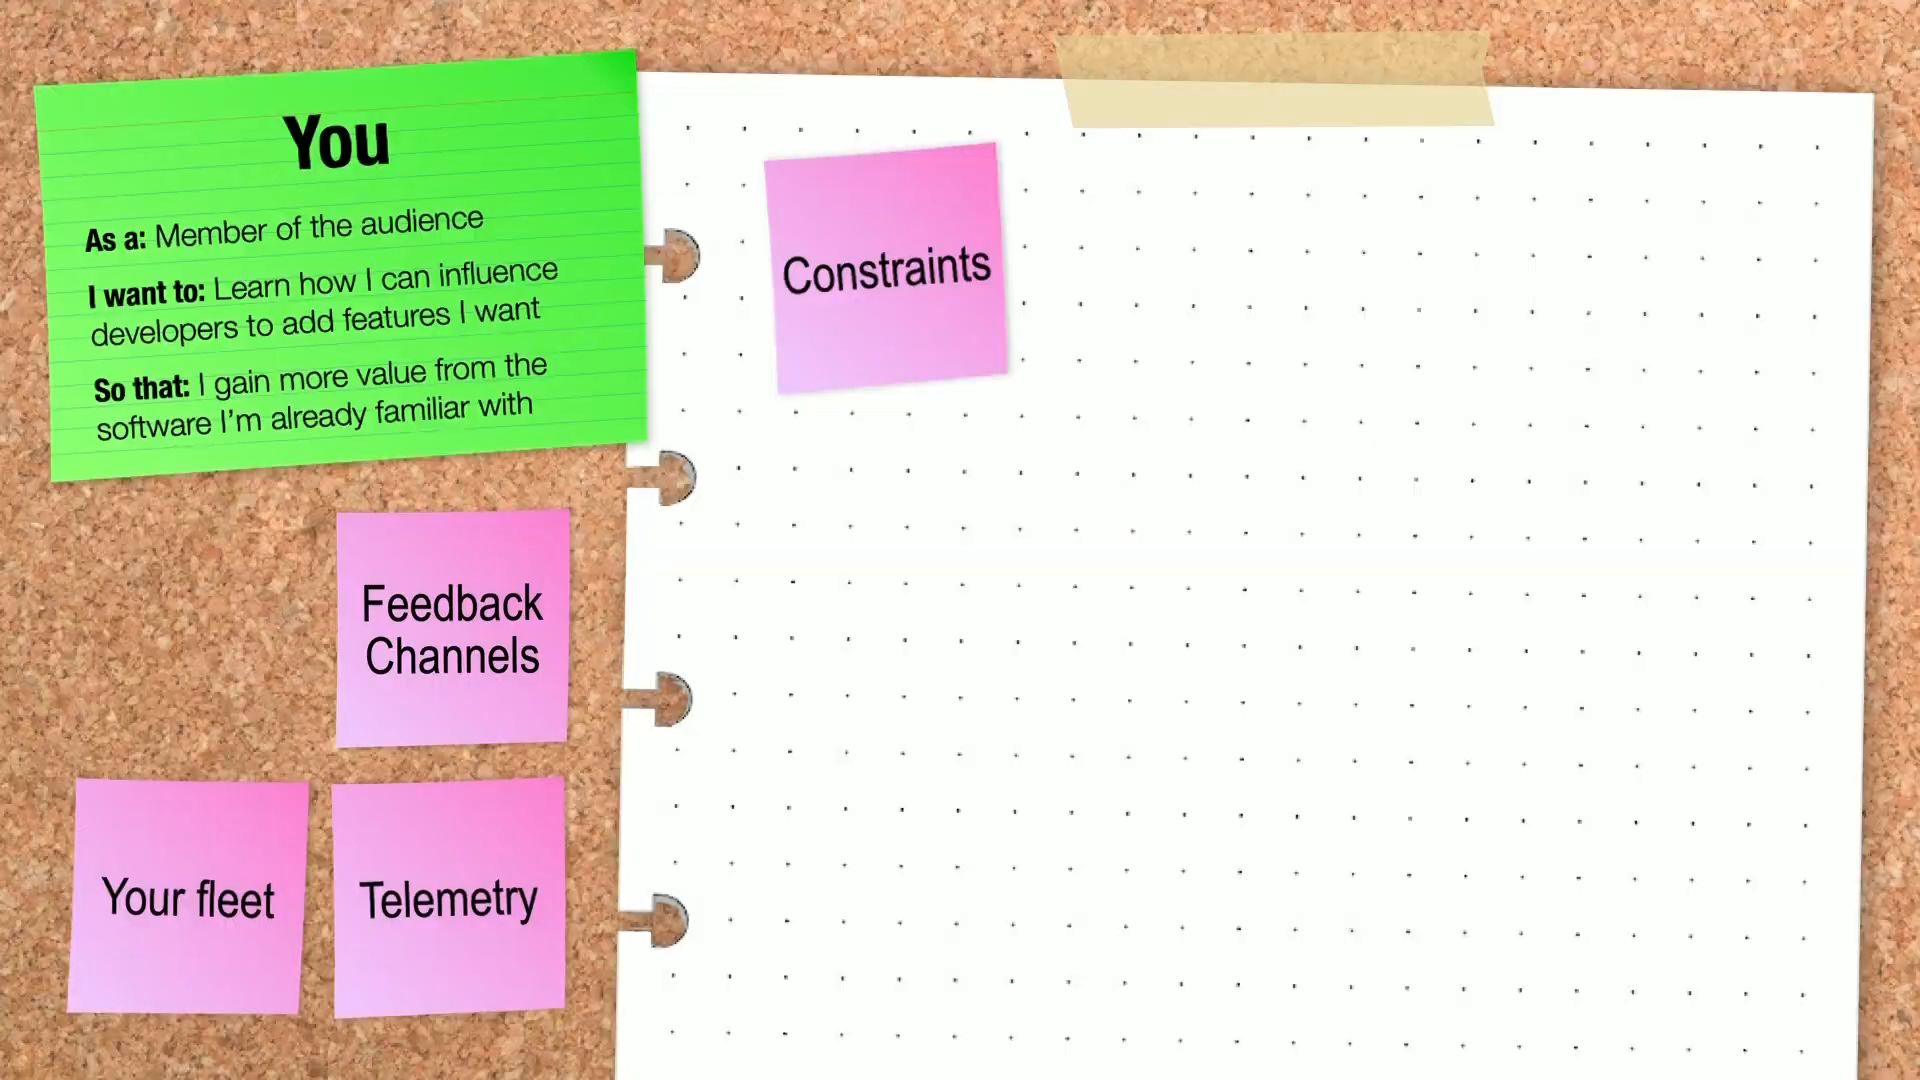 You
As a: Member of the audience
I want to: Learn how I can influence
developers to add features I want
So that: I gain more value from the
software I'm already familiar with
Constraints
Feedback
Channels
Your fleet
Telemetry